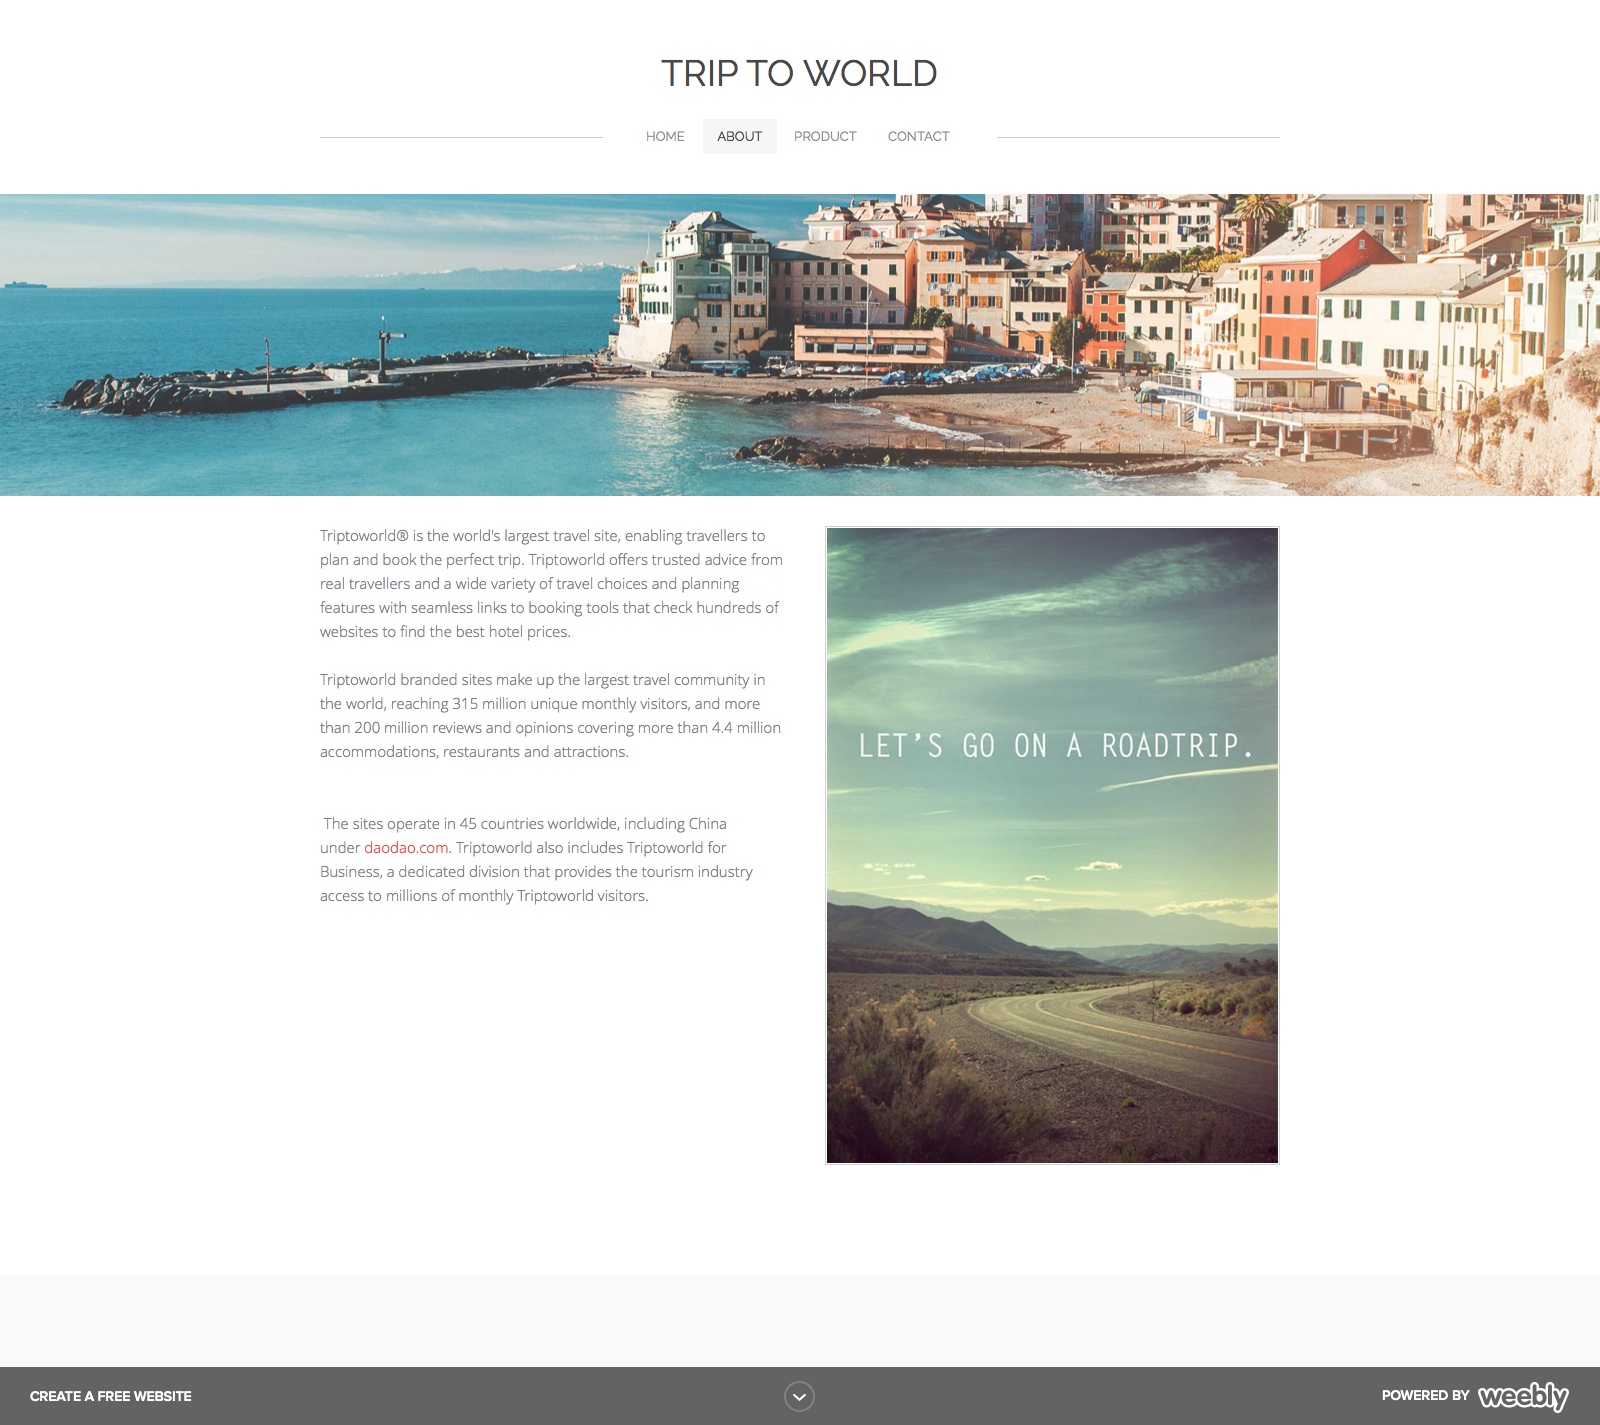 TRIP TO WORLD
HOME ABOUT PRODUCT CONTACT
Triptoworld® is the world's largest travel site, enabling travellers to
plan and book the perfect trip. Triptoworld offers trusted advice from
real travellers and a wide variety of travel choices and planning
features with seamless links to booking tools that check hundreds of
websites to find the best hotel prices.
Triptoworld branded sites make up the largest travel community in
the world, reaching 315 million unique monthly visitors, and more
than 200 million reviews and opinions covering more than 4.4 million
accommodations, restaurants and attractions.
The sites operate in 45 countries worldwide, including China
under daodao.com. Triptoworld also includes Triptoworld for
Business, a dedicated division that provides the tourism industry
access to millions of monthly Triptoworld visitors.
LET'S GO ON A ROADTRIP.
CREATE A FREE WEBSITE
POWERED BY weebly